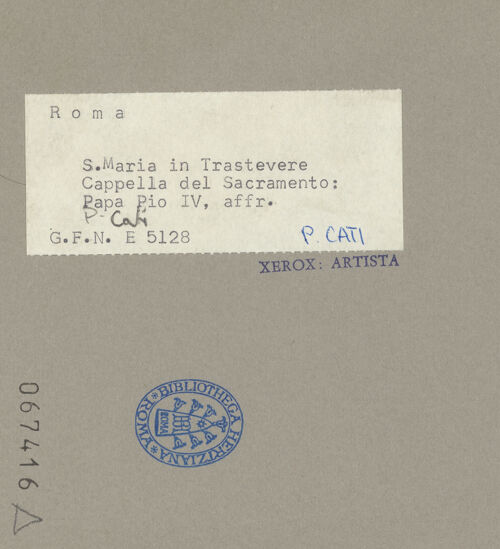 R o m a
S.Maria in Trastevere
Cappella del Sacramento:
Papa Pio IV, affr.
P. Cati
G.F.N. E 5128
P. CATI
XEROX: ARTISTA
BIBLIOTHECA HERTZIANA
ROMA
ROMA
067416